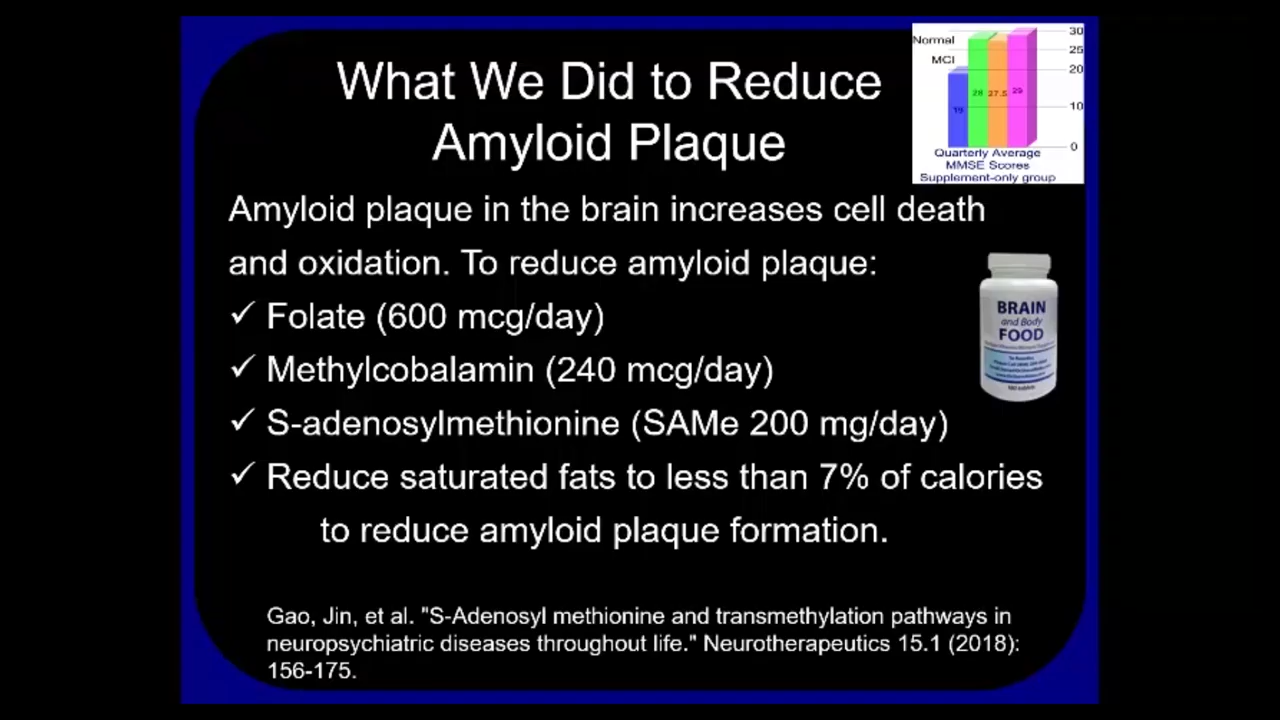 What We Did to Reduce
Amyloid Plaque
Normal
MCI
30
25
20
10
0
19
28
27.5
29
Quarterly Average
MMSE Scores
Supplement-only group
Amyloid plaque in the brain increases cell death
and oxidation. To reduce amyloid plaque:
✓ Folate (600 mcg/day)
✓ Methylcobalamin (240 mcg/day)
✓ S-adenosylmethionine (SAMe 200 mg/day)
✓ Reduce saturated fats to less than 7% of calories
to reduce amyloid plaque formation.
BRAIN
and Body
FOOD
Gao, Jin, et al. "S-Adenosyl methionine and transmethylation pathways in
neuropsychiatric diseases throughout life." Neurotherapeutics 15.1 (2018):
156-175.